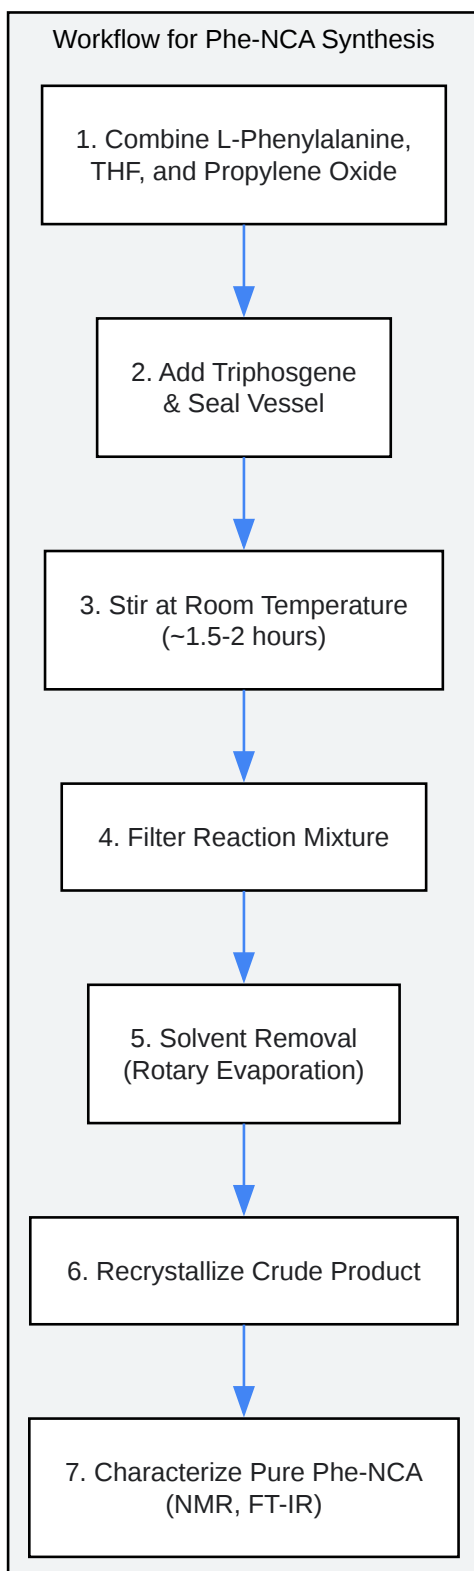 Workflow for Phe-NCA Synthesis
1. Combine L-Phenylalanine,
THF, and Propylene Oxide
2. Add Triphosgene
& Seal Vessel
3. Stir at Room Temperature
(~1.5-2 hours)
4. Filter Reaction Mixture
5. Solvent Removal
(Rotary Evaporation)
6. Recrystallize Crude Product
7. Characterize Pure Phe-NCA
(NMR, FT-IR)